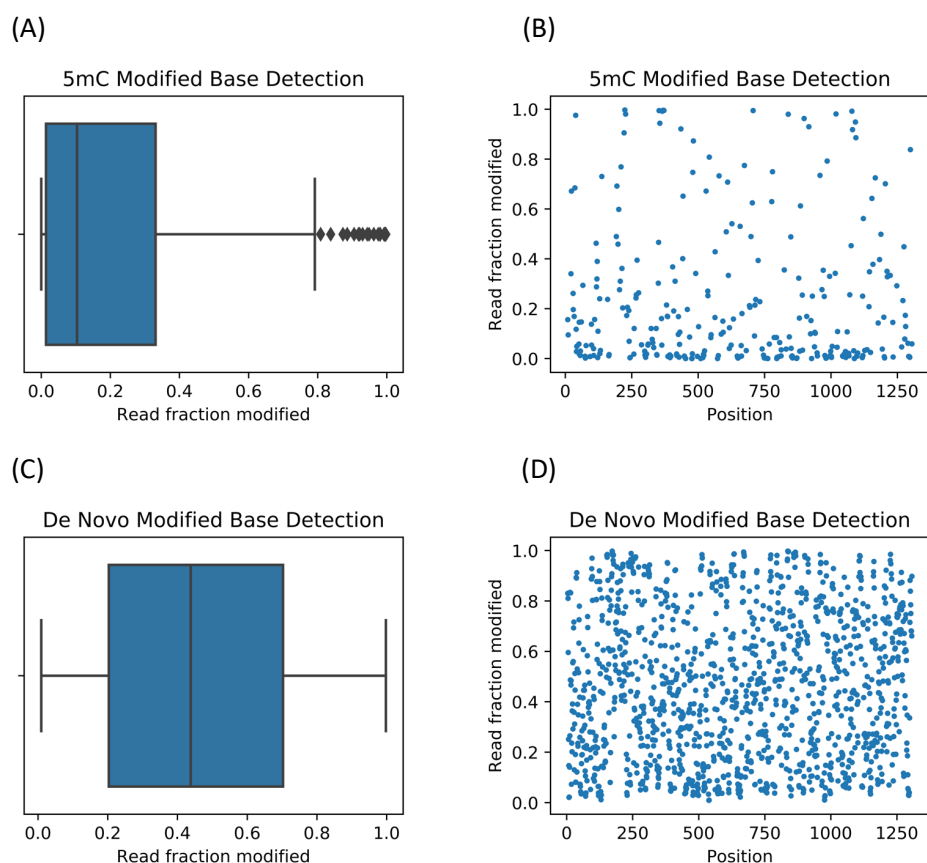 (A)
5mC Modified Base Detection
0.0 0.2 0.4 0.6 0.8 1.0
Read fraction modified
(B)
5mC Modified Base Detection
Read fraction modified
1.0
0.8
0.6
0.4
0.2
0.0
0 250 500 750 1000 1250
Position
(C)
De Novo Modified Base Detection
0.0 0.2 0.4 0.6 0.8 1.0
Read fraction modified
(D)
De Novo Modified Base Detection
Read fraction modified
1.0
0.8
0.6
0.4
0.2
0.0
0 250 500 750 1000 1250
Position